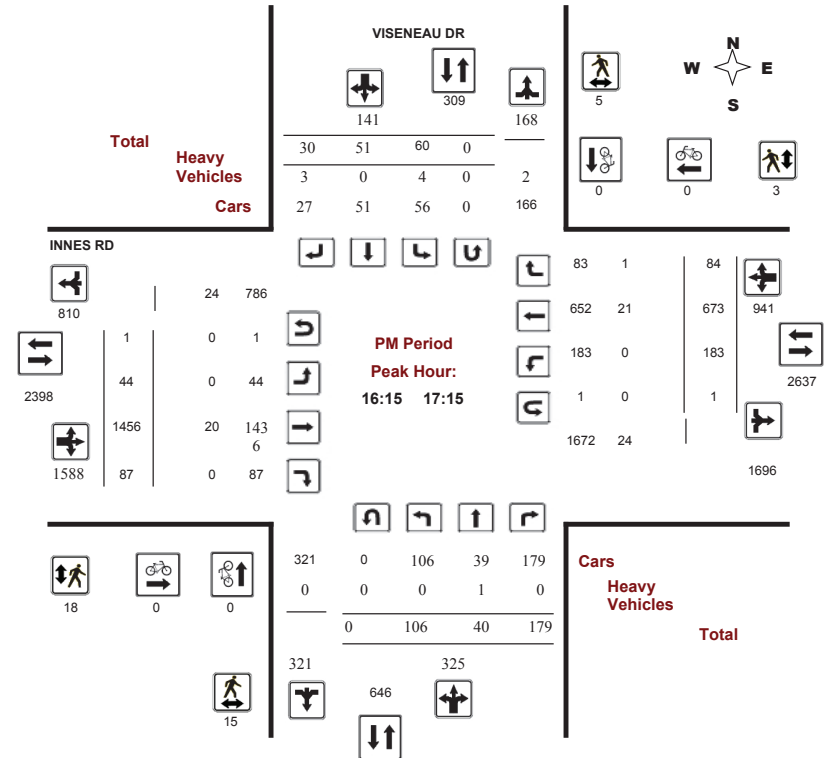 VISENEAU DR
N
W E
S
309
5
141 168
Total
30 51 60 0
Heavy
Vehicles
3 0 4 0 2
0 0 3
Cars
27 51 56 0 166
INNES RD
83 1 84
810
24 786
652 21 673 941
1 0 1
183 0 183
PM Period
Peak Hour:
16:15 17:15
2398
44 0 44
2637
1 0 1
1456 20 143
6
1672 24
1588 87 0 87
1696
321 0 106 39 179
Cars
0 0 0 1 0
Heavy
Vehicles
18 0 0
0 106 40 179
Total
321 325
646
15